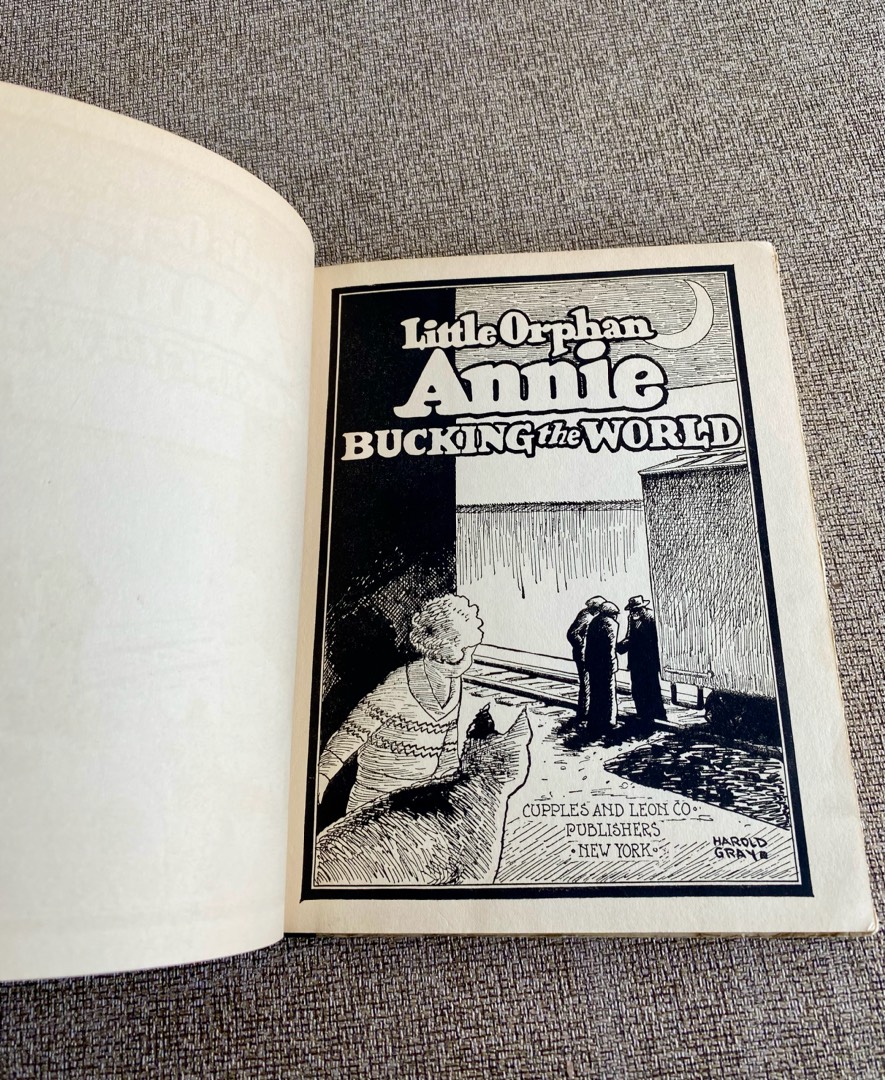 Little Orphan
Annie
BUCKING the WORLD
CUPPLES AND LEON CO.
PUBLISHERS
• NEW YORK •
HAROLD
GRAY